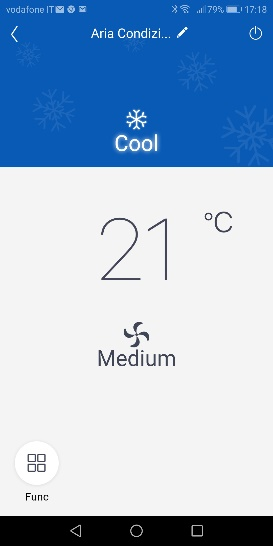 vodafone IT 79% 17:18
Aria Condizi...
Cool
21 °C
Medium
Func